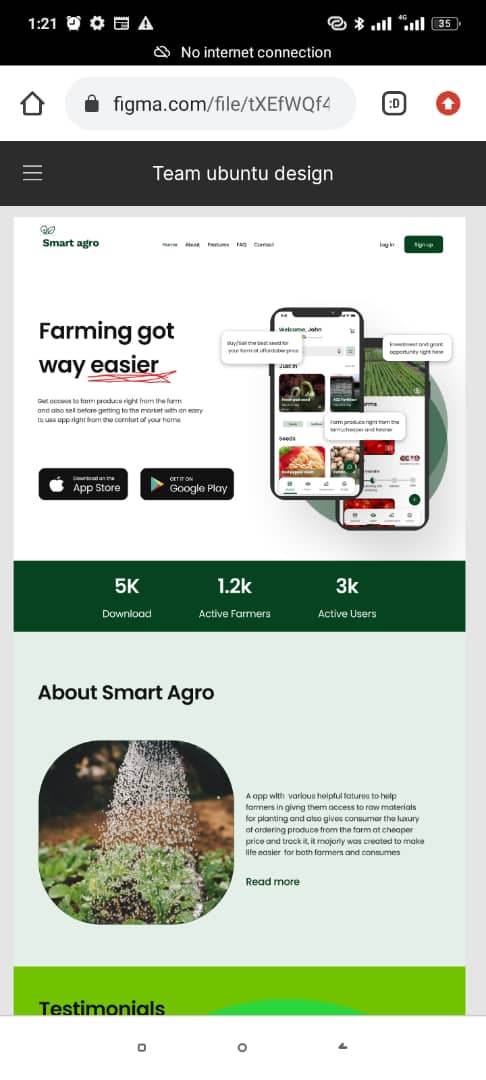 1:21
4G
35
No internet connection
:D
figma.com/file/tXEfWQf4
Team ubuntu design
Smart agro
Home About Features FAQ Contact
Log in
Sign up
Farming got
way easier
Get access to farm produce right from the farm
and also sell before getting to the market with an easy
to use app right from the comfort of your home
Download on the
App Store
GET IT ON
Google Play
Welcome, John
Buy/Sell the best seed for
your farm at affordable price
Investment and grant
opportunity right here
Just in
Farm produce right from the
farm,cheaper and fresher
Seeds
5K
Download
1.2k
Active Farmers
3k
Active Users
About Smart Agro
A app with various helpful fatures to help
farmers in givng them access to raw materials
for planting and also gives consumer the luxury
of ordering produce from the farm at cheaper
price and track it, it majorly was created to make
life easier for both farmers and consumes
Read more
Testimonials